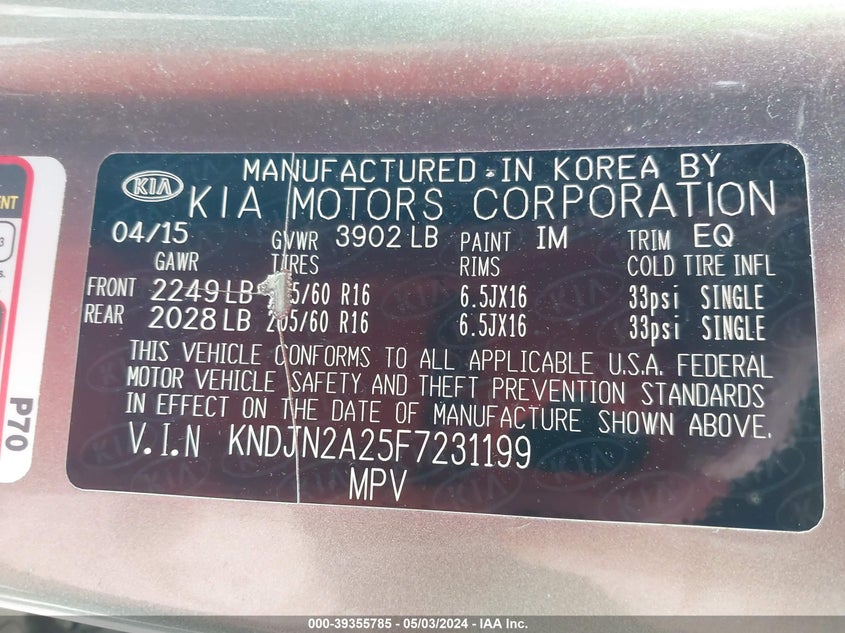 MANUFACTURED IN KOREA BY
KIA KIA MOTORS CORPORATION
04/15 GVWR 3902 LB PAINT IM TRIM EQ
GAWR TIRES RIMS COLD TIRE INFL
FRONT 2249 LB /60 R16 6.5JX16 33psi SINGLE
REAR 2028 LB 205/60 R16 6.5JX16 33psi SINGLE
THIS VEHICLE CONFORMS TO ALL APPLICABLE U.S.A. FEDERAL
MOTOR VEHICLE SAFETY AND THEFT PREVENTION STANDARDS
IN EFFECT ON THE DATE OF MANUFACTURE SHOWN ABOVE.
V.I.N KNDJN2A25F7231199
MPV
P70
000-39355785 - 05/03/2024 - IAA Inc.